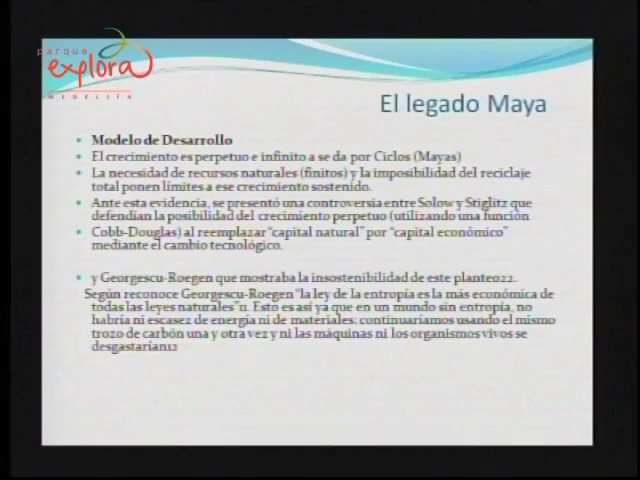 parque
explora
MEDELLÍN
El legado Maya
• Modelo de Desarrollo
• El crecimiento es perpetuo e infinito a se da por Ciclos (Mayas)
• La necesidad de recursos naturales (finitos) y la imposibilidad del reciclaje
total ponen límites a ese crecimiento sostenido.
• Ante esta evidencia, se presentó una controversia entre Solow y Stiglitz que
defendían la posibilidad del crecimiento perpetuo (utilizando una función
• Cobb-Douglas) al reemplazar "capital natural" por "capital económico"
mediante el cambio tecnológico.
• y Georgescu-Roegen que mostraba la insostenibilidad de este planteo22.
Según reconoce Georgescu-Roegen "la ley de la entropía es la más económica de
todas las leyes naturales"11. Esto es así ya que en un mundo sin entropía, no
habría ni escasez de energía ni de materiales: continuaríamos usando el mismo
trozo de carbón una y otra vez y ni las máquinas ni los organismos vivos se
desgastarían12